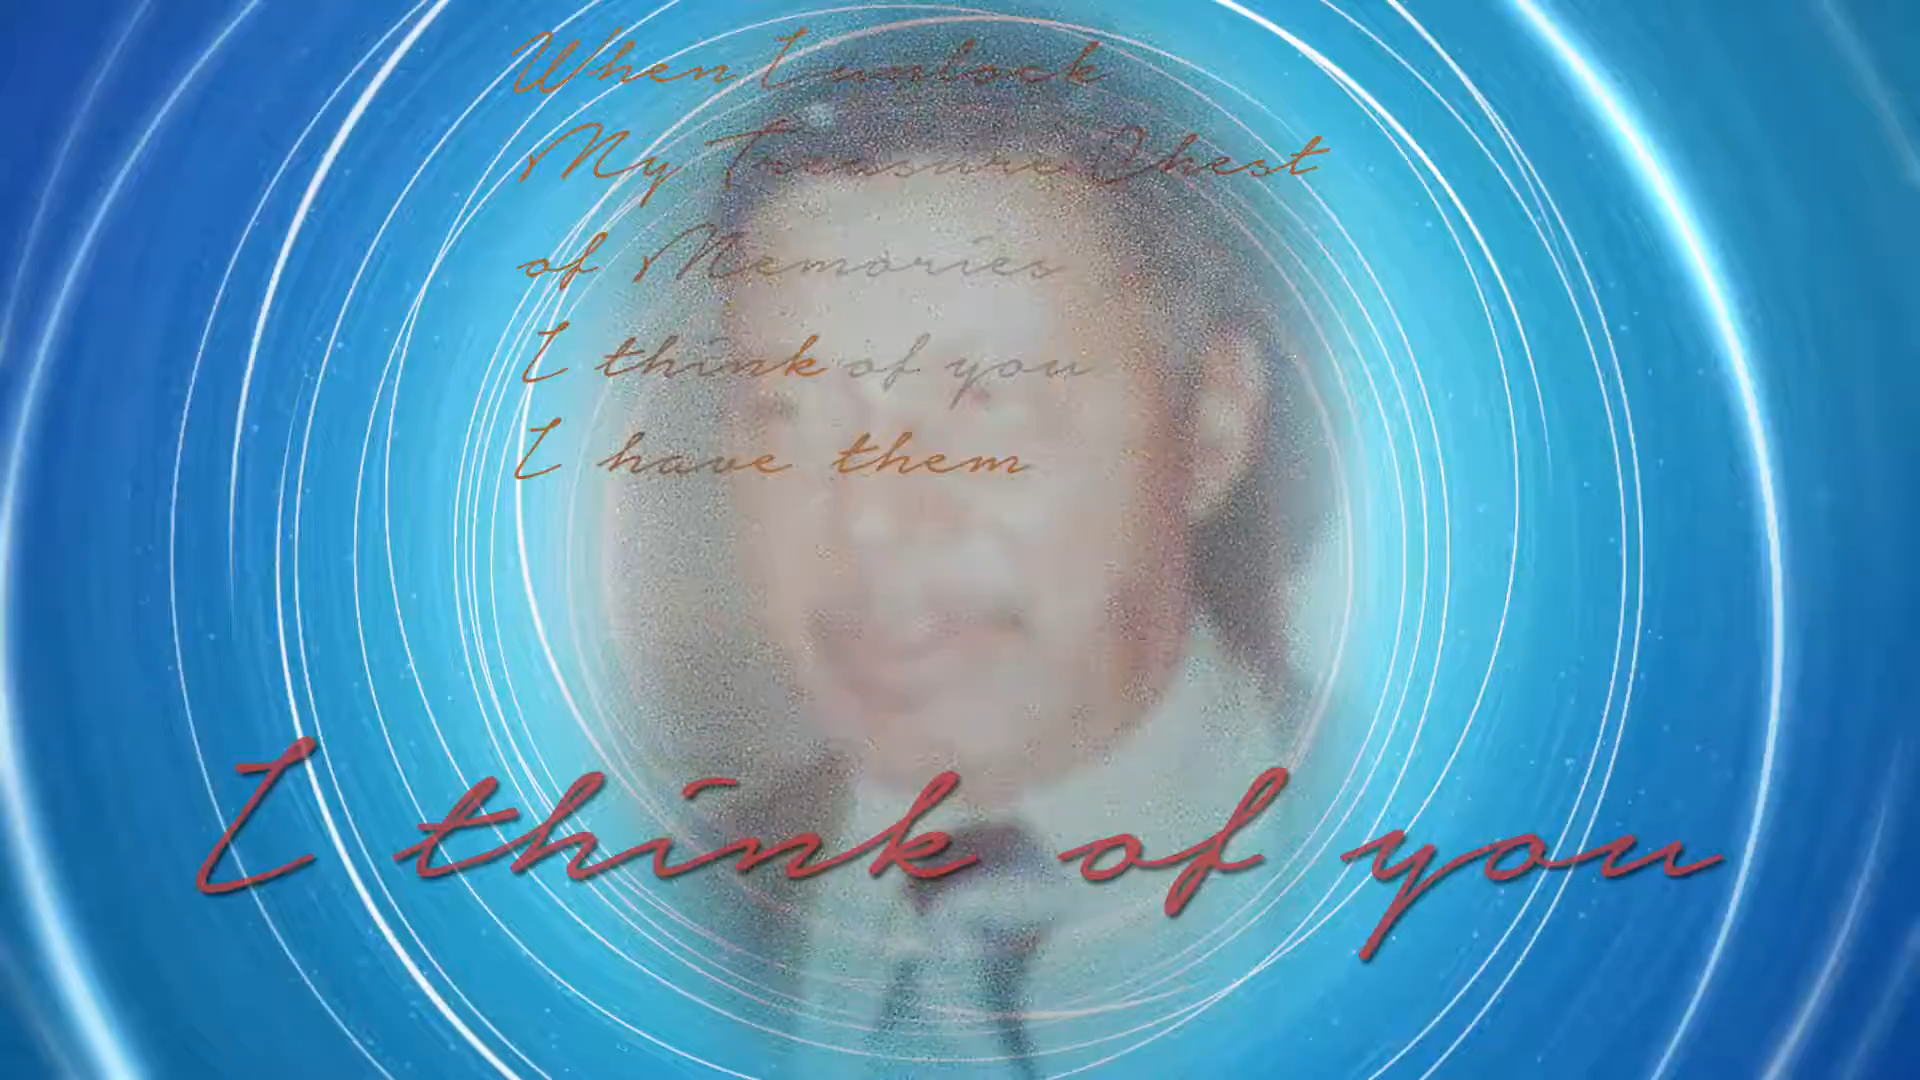 When I unlock
My Treasure Chest
of Memories
I think of you
I have them
I think of you